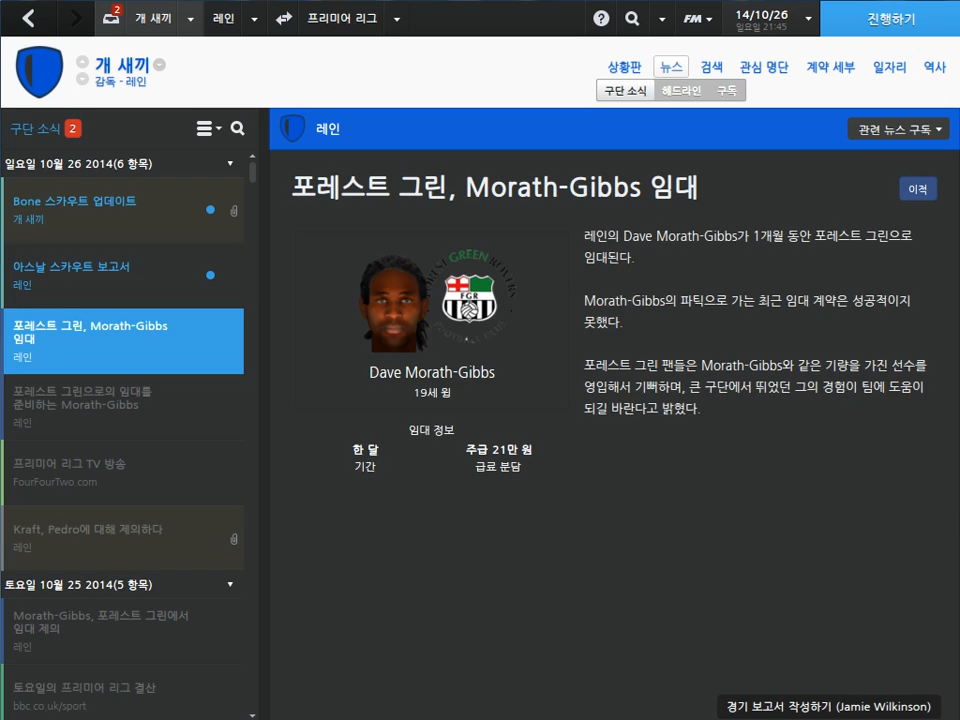 2
개 새끼
레인
프리미어 리그
FM
14/10/26
일요일 21:45
진행하기
개 새끼
감독 - 레인
상황판
뉴스
검색
관심 명단
계약 세부
일자리
역사
구단 소식
헤드라인
구독
구단 소식 2
레인
관련 뉴스 구독
일요일 10월 26 2014(6 항목)
Bone 스카우트 업데이트
개 새끼
아스날 스카우트 보고서
레인
포레스트 그린, Morath-Gibbs
임대
레인
포레스트 그린으로의 임대를
준비하는 Morath-Gibbs
레인
프리미어 리그 TV 방송
FourFourTwo.com
Kraft, Pedro에 대해 제의하다
레인
토요일 10월 25 2014(5 항목)
Morath-Gibbs, 포레스트 그린에서
임대 제의
레인
토요일의 프리미어 리그 결산
bbc.co.uk/sport
포레스트 그린, Morath-Gibbs 임대
이적
FGR
Dave Morath-Gibbs
19세 윙
임대 정보
한 달
기간
주급 21만 원
급료 분담
레인의 Dave Morath-Gibbs가 1개월 동안 포레스트 그린으로
임대된다.
Morath-Gibbs의 파틱으로 가는 최근 임대 계약은 성공적이지
못했다.
포레스트 그린 팬들은 Morath-Gibbs와 같은 기량을 가진 선수를
영입해서 기뻐하며, 큰 구단에서 뛰었던 그의 경험이 팀에 도움이
되길 바란다고 밝혔다.
경기 보고서 작성하기 (Jamie Wilkinson)